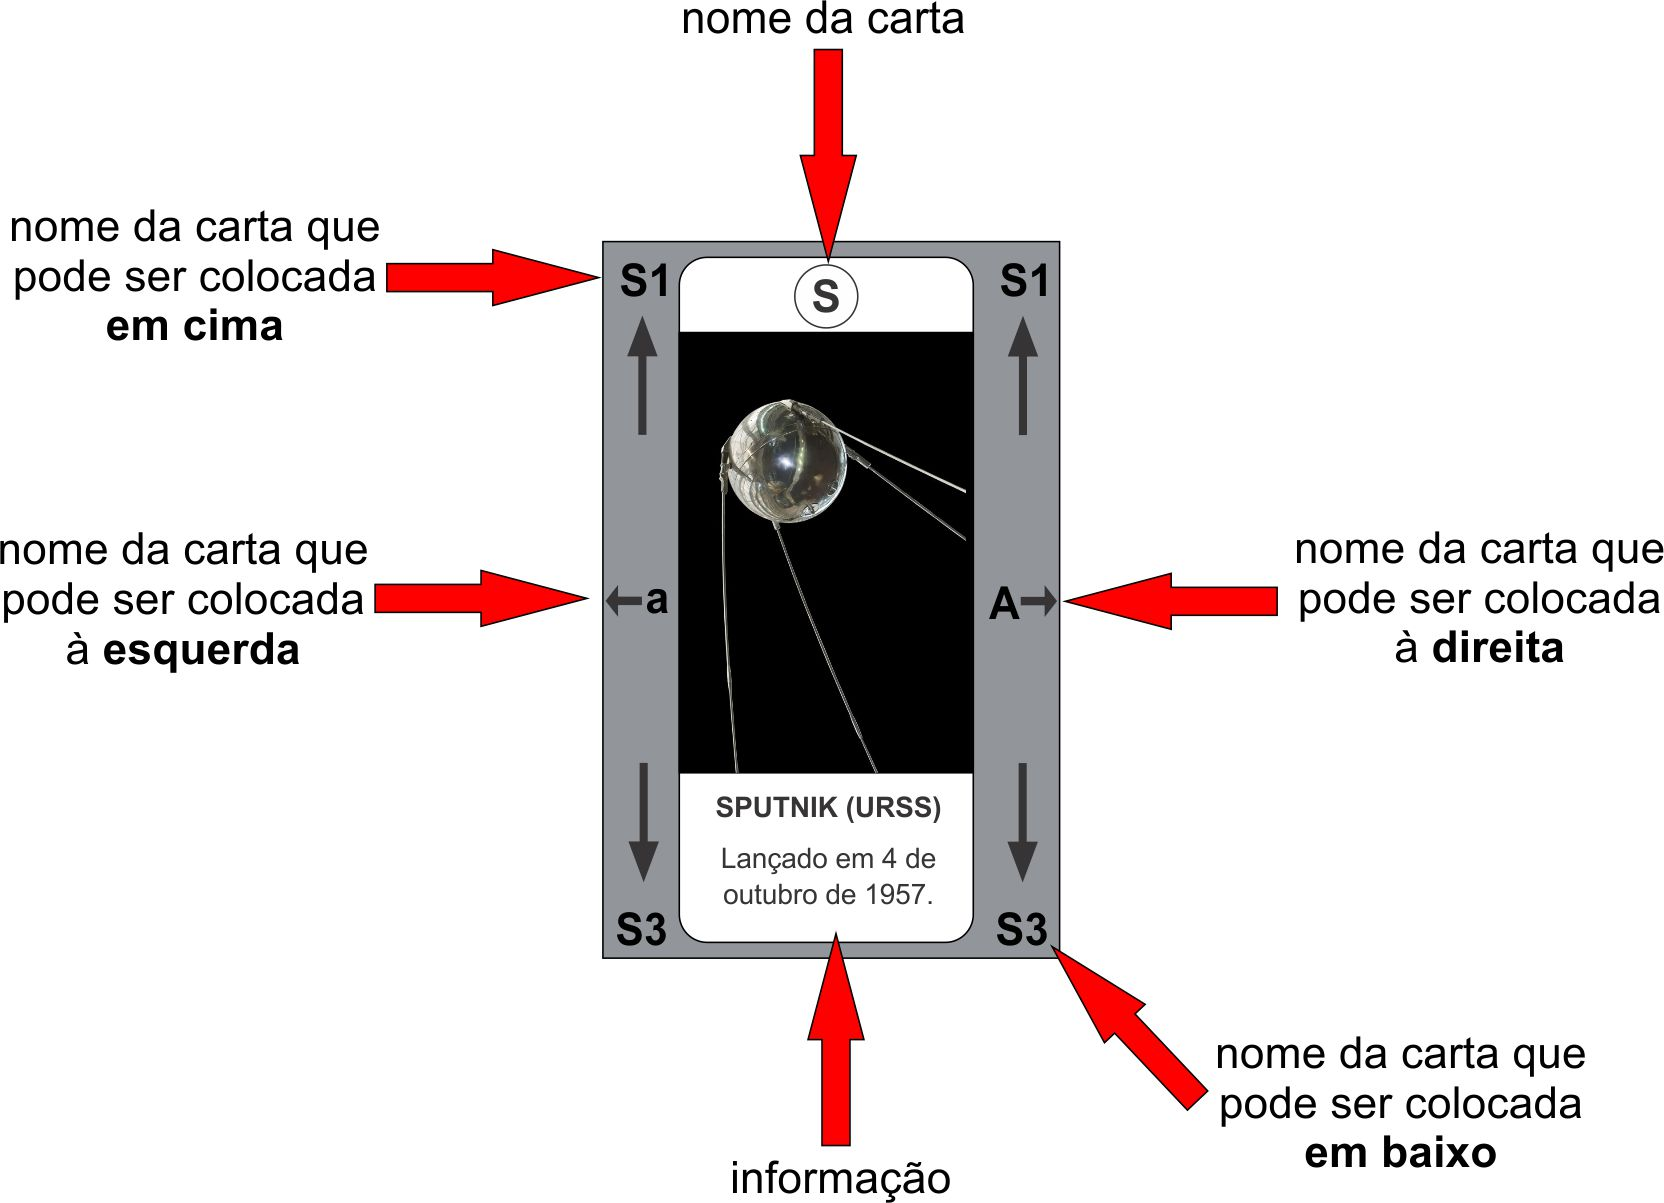 nome da carta
nome da carta que
pode ser colocada
em cima
S1
S1
S
nome da carta que
pode ser colocada
à esquerda
a
A
nome da carta que
pode ser colocada
à direita
SPUTNIK (URSS)
Lançado em 4 de
outubro de 1957.
S3
S3
nome da carta que
pode ser colocada
em baixo
informação